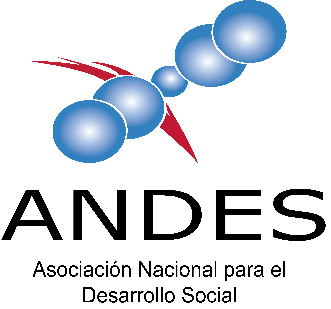 ANDES
Asociación Nacional para el
Desarrollo Social